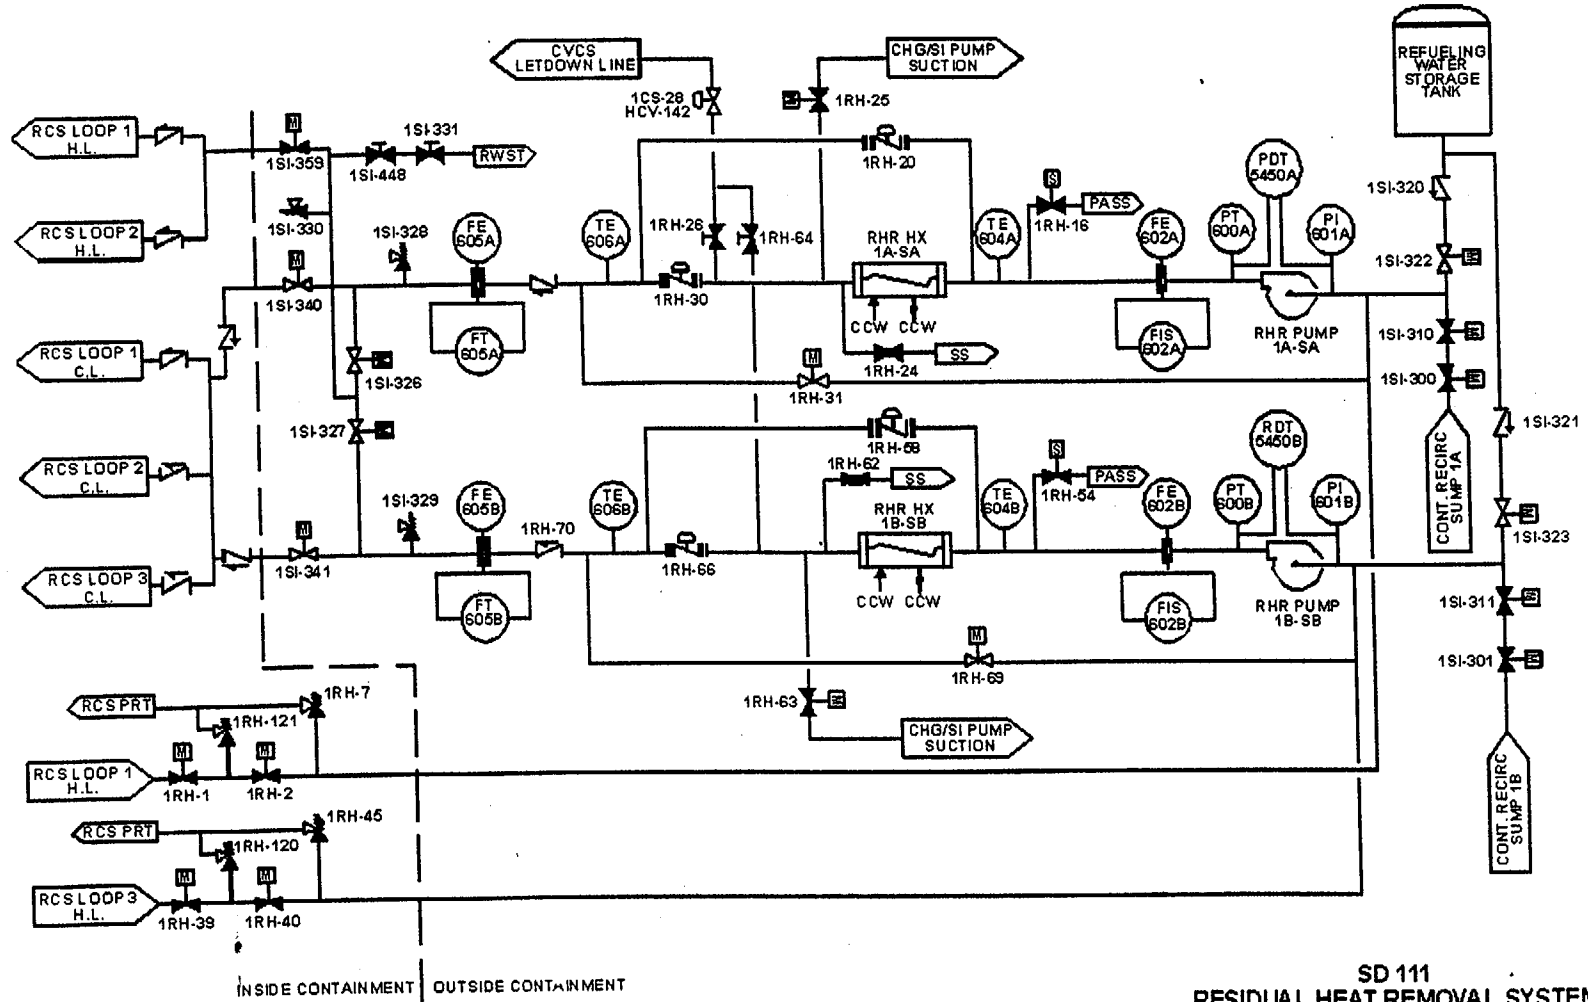 REFUELING
WATER
STORAGE
TANK
CVCS
LETDOWN LINE
CHG/SI PUMP
SUCTION
1CS-28
HCV-142
M
1RH-25
RCS LOOP 1
H.L.
M
1SI-359
1SI-448
1SI-331
RWST
1RH-20
PDT
5450A
1SI-320
S
1RH-16
PASS
RCS LOOP 2
H.L.
1SI-330
1SI-328
FE
605A
TE
606A
1RH-26
1RH-64
RHR HX
1A-SA
TE
604A
FE
602A
PT
600A
PI
601A
1SI-322
M
M
1SI-340
1RH-30
CCW
CCW
FT
605A
FIS
602A
RHR PUMP
1A-SA
1SI-310
M
RCS LOOP 1
C.L.
1SI-326
1RH-24
SS
M
1RH-31
1SI-300
M
1SI-327
1RH-58
RDT
5450B
1SI-321
CONT. RECIRC
SUMP 1A
RCS LOOP 2
C.L.
1SI-329
FE
605B
TE
606B
1RH-62
SS
RHR HX
1B-SB
TE
604B
S
1RH-54
PASS
FE
602B
PT
600B
PI
601B
1RH-70
M
1SI-323
M
1SI-341
1RH-66
CCW
CCW
RCS LOOP 3
C.L.
FT
605B
FIS
602B
RHR PUMP
1B-SB
1SI-311
M
M
1RH-69
1SI-301
M
RCS PRT
1RH-7
1RH-121
1RH-63
M
CHG/SI PUMP
SUCTION
RCS LOOP 1
H.L.
M
1RH-1
M
1RH-2
CONT. RECIRC
SUMP 1B
RCS PRT
1RH-45
1RH-120
RCS LOOP 3
H.L.
M
1RH-39
M
1RH-40
INSIDE CONTAINMENT
OUTSIDE CONTAINMENT
SD 111
RESIDUAL HEAT REMOVAL SYSTEM